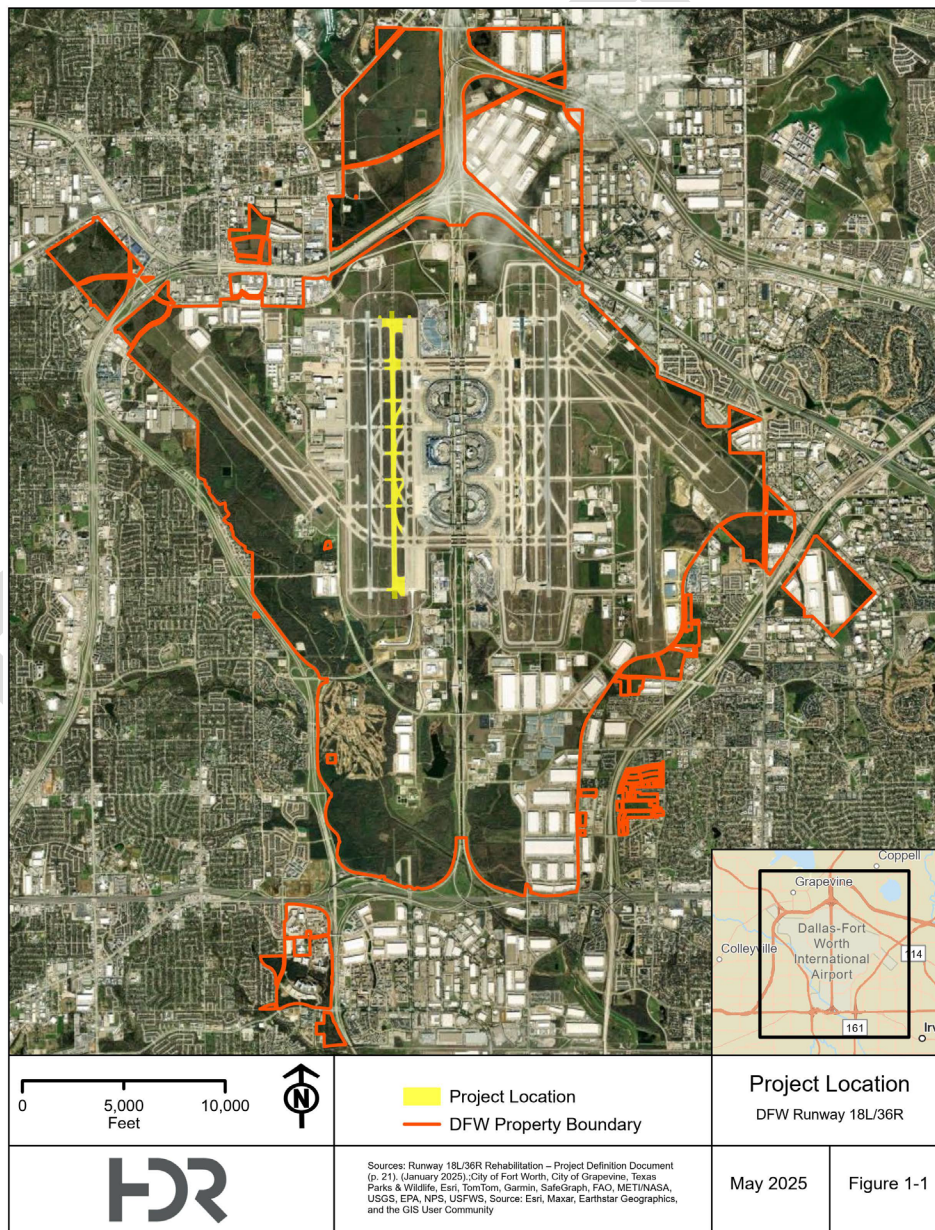 Coppell
Grapevine
Dallas-Fort
Worth
International
Airport
Colleyville
114
161
Irv
0 5,000 10,000
Feet
N
Project Location
DFW Property Boundary
Project Location
DFW Runway 18L/36R
HDR
Sources: Runway 18L/36R Rehabilitation – Project Definition Document
(p. 21). (January 2025).;City of Fort Worth, City of Grapevine, Texas
Parks & Wildlife, Esri, TomTom, Garmin, SafeGraph, FAO, METI/NASA,
USGS, EPA, NPS, USFWS, Source: Esri, Maxar, Earthstar Geographics,
and the GIS User Community
May 2025
Figure 1-1